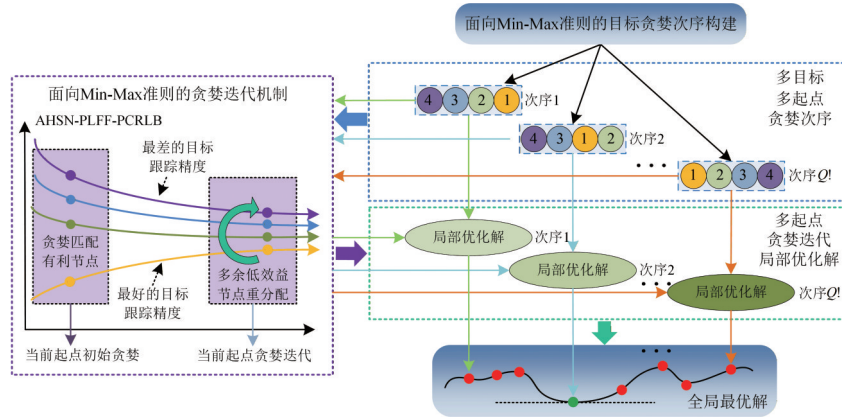 面向Min-Max准则的目标贪婪次序构建
面向Min-Max准则的贪婪迭代机制
AHSN-PLFF-PCRLB
最差的目标
跟踪精度
贪婪匹配
有利节点
多余低效益
节点重分配
最好的目标
跟踪精度
当前起点初始贪婪
当前起点贪婪迭代
4 3 2 1 次序1
4 3 1 2 次序2
...
1 2 3 4 次序Q!
多目标
多起点
贪婪次序
局部优化解 次序1
局部优化解 次序2
...
局部优化解 次序Q!
多起点
贪婪迭代
局部优化解
...
全局最优解